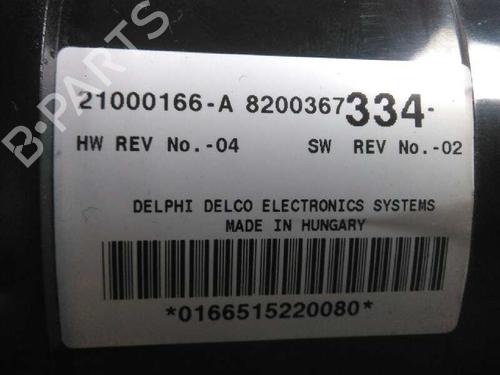 B-PARTS
21000166-A 8200367334-
HW REV No.-04 SW REV No.-02
DELPHI DELCO ELECTRONICS SYSTEMS
MADE IN HUNGARY
*0166515220080*